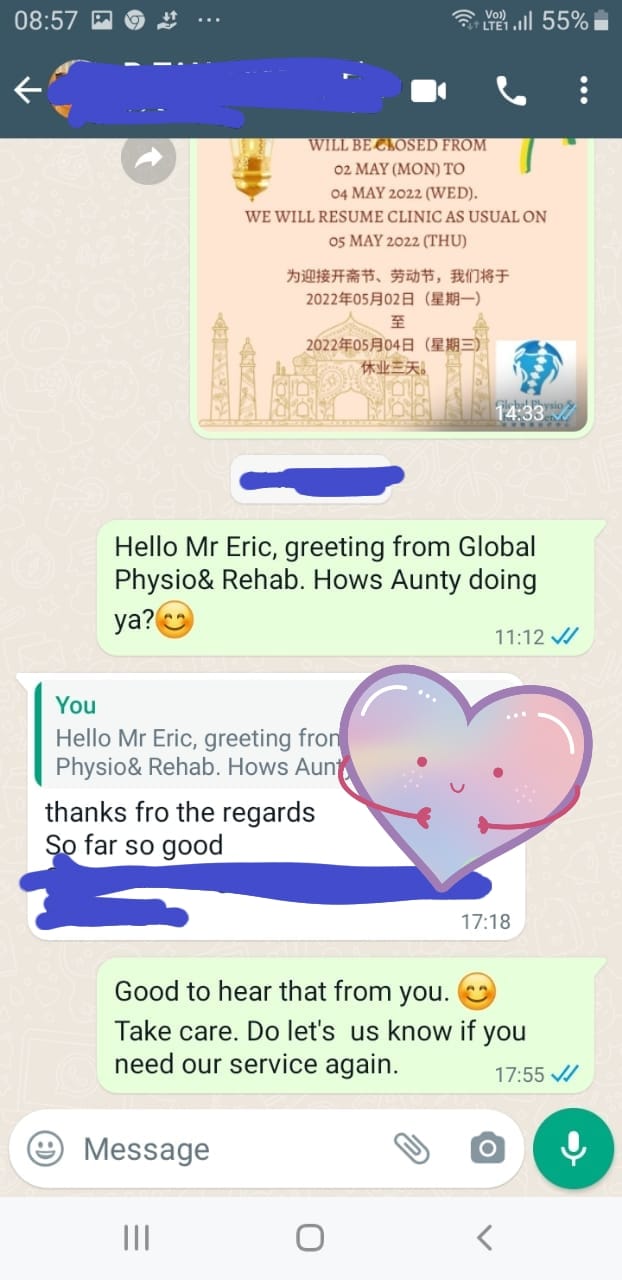 08:57
Vo)) LTE1 55%
WILL BE CLOSED FROM
02 MAY (MON) TO
04 MAY 2022 (WED).
WE WILL RESUME CLINIC AS USUAL ON
05 MAY 2022 (THU)
为迎接开斋节、劳动节，我们将于
2022年05月02日（星期一）
至
2022年05月04日（星期三）
休业三天。
Global Physio &
14:33
Hello Mr Eric, greeting from Global
Physio& Rehab. Hows Aunty doing
ya?😊
11:12
You
Hello Mr Eric, greeting from
Physio& Rehab. Hows Aunty
thanks fro the regards
So far so good
17:18
Good to hear that from you. 😊
Take care. Do let's  us know if you
need our service again.
17:55
Message